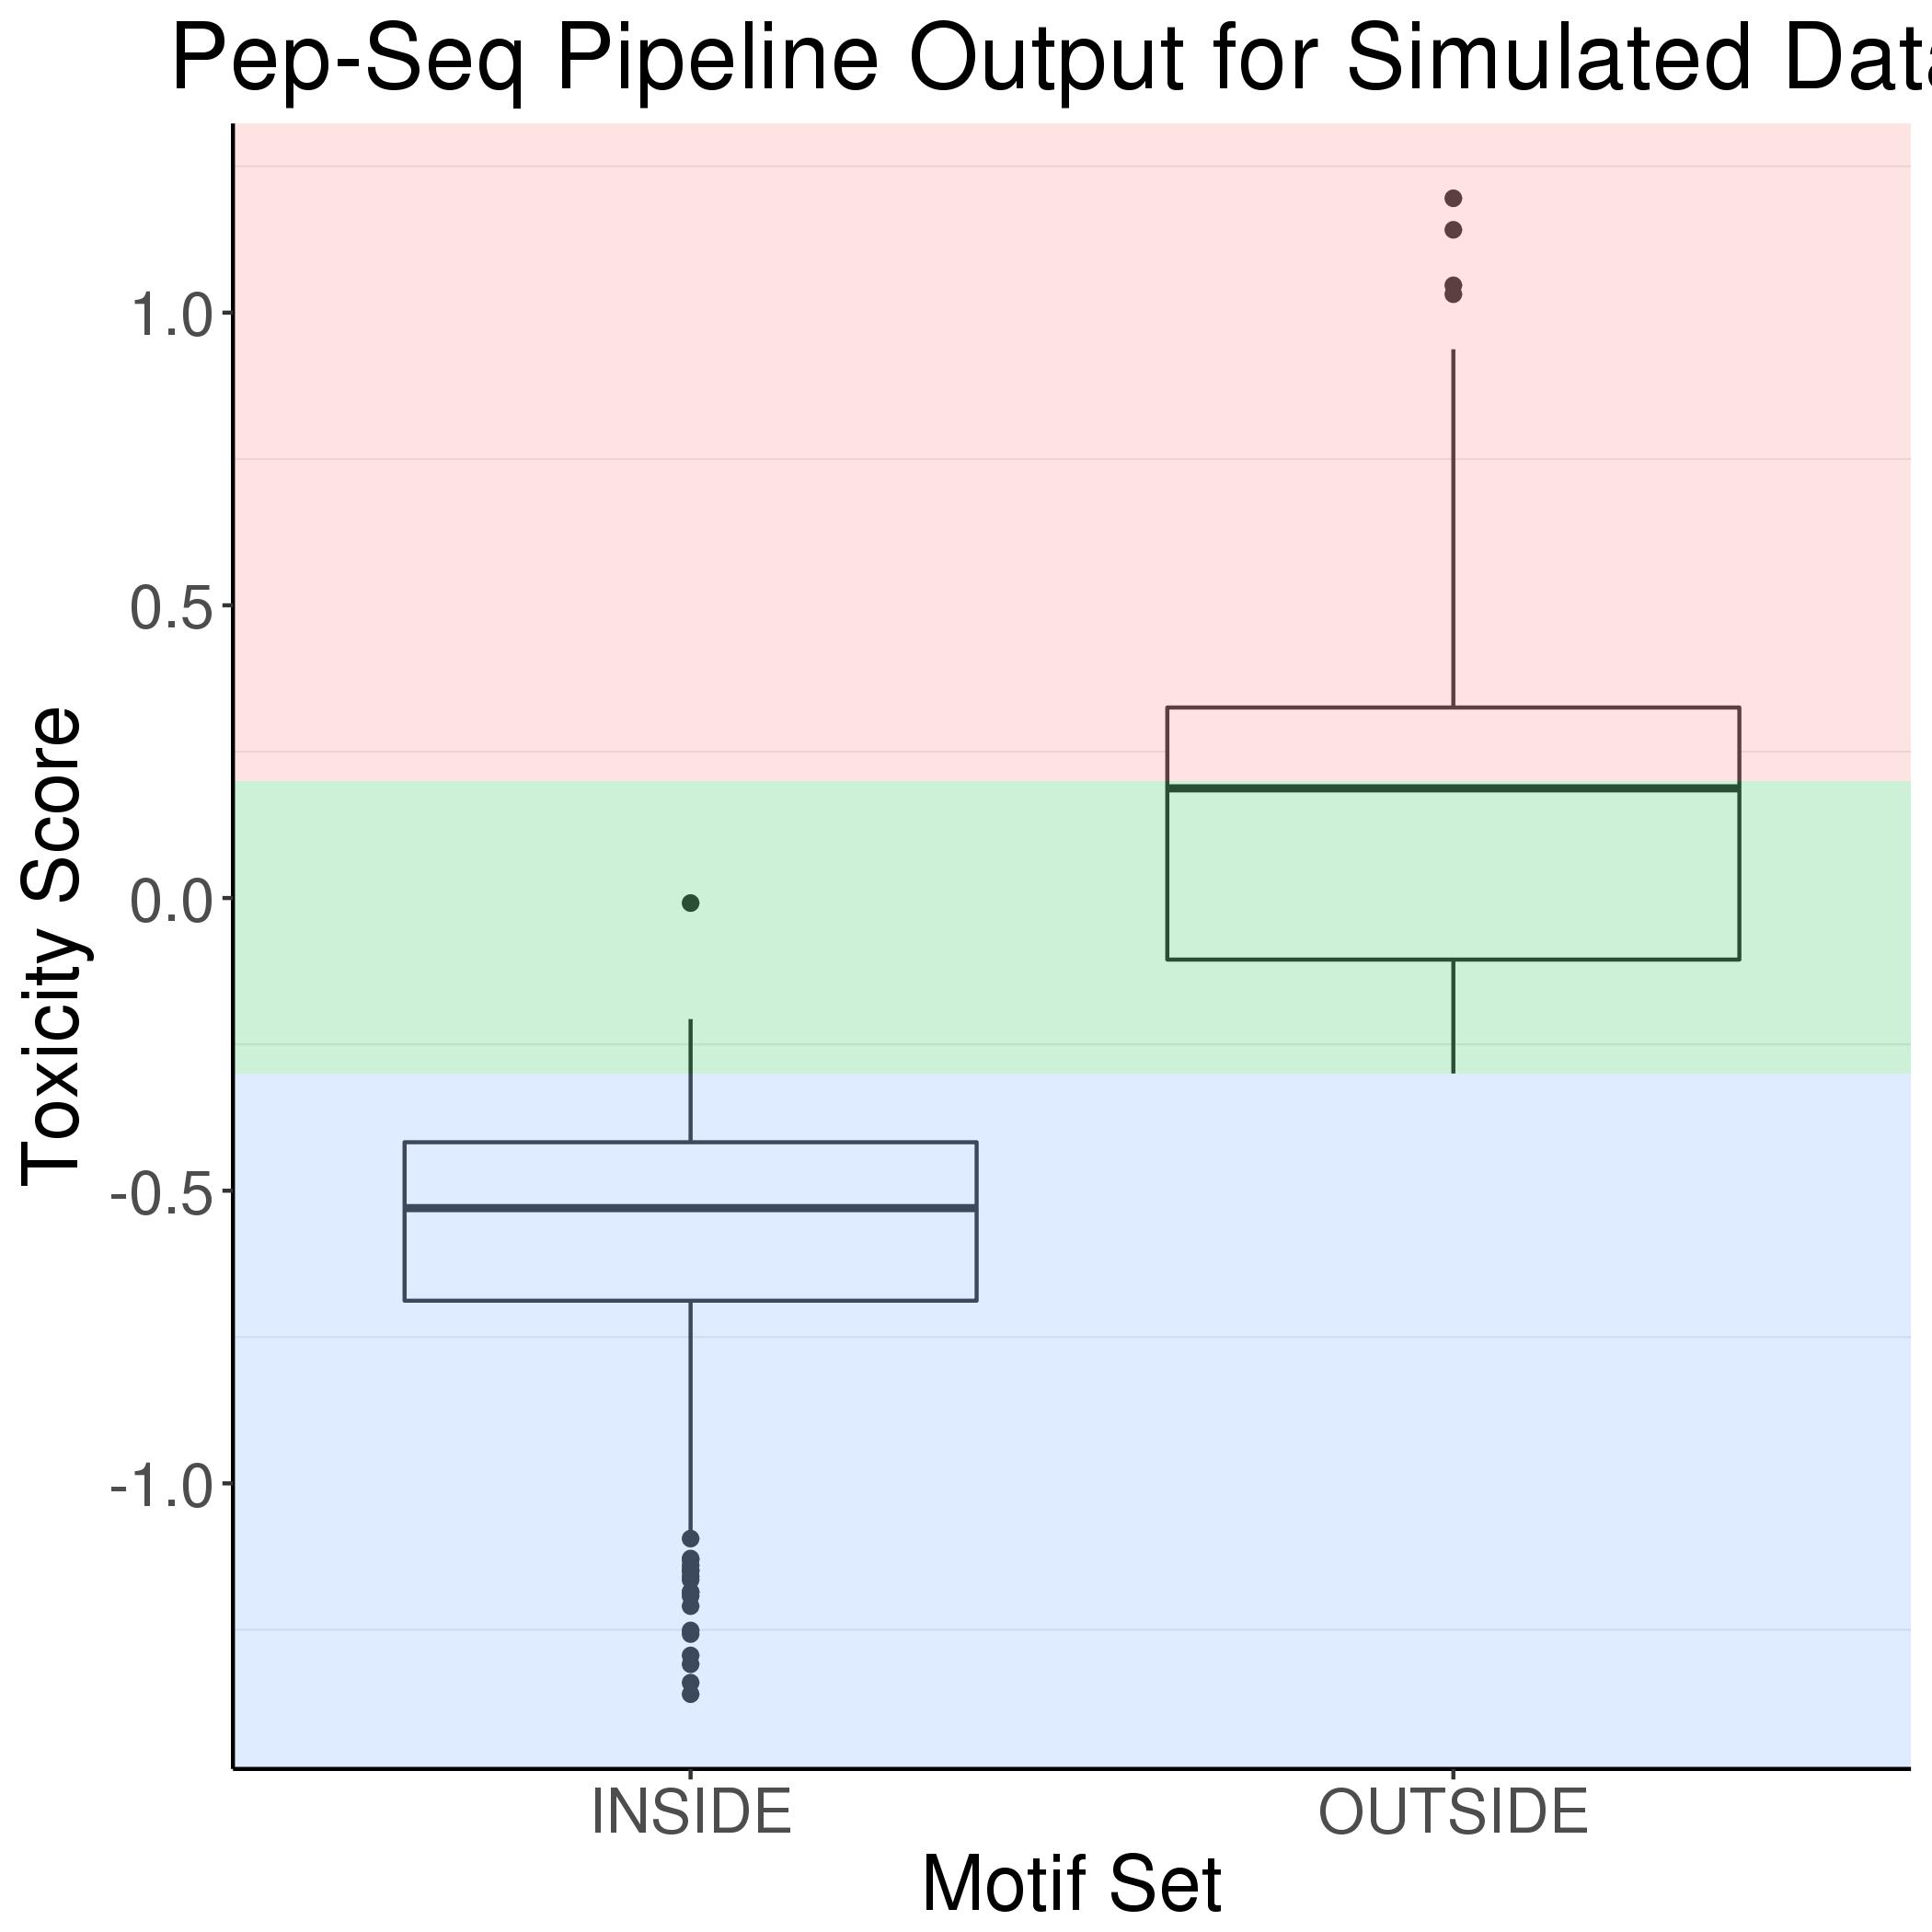 Pep-Seq Pipeline Output for Simulated Data
1.0
0.5
0.0
-0.5
-1.0
Toxicity Score
INSIDE OUTSIDE
Motif Set